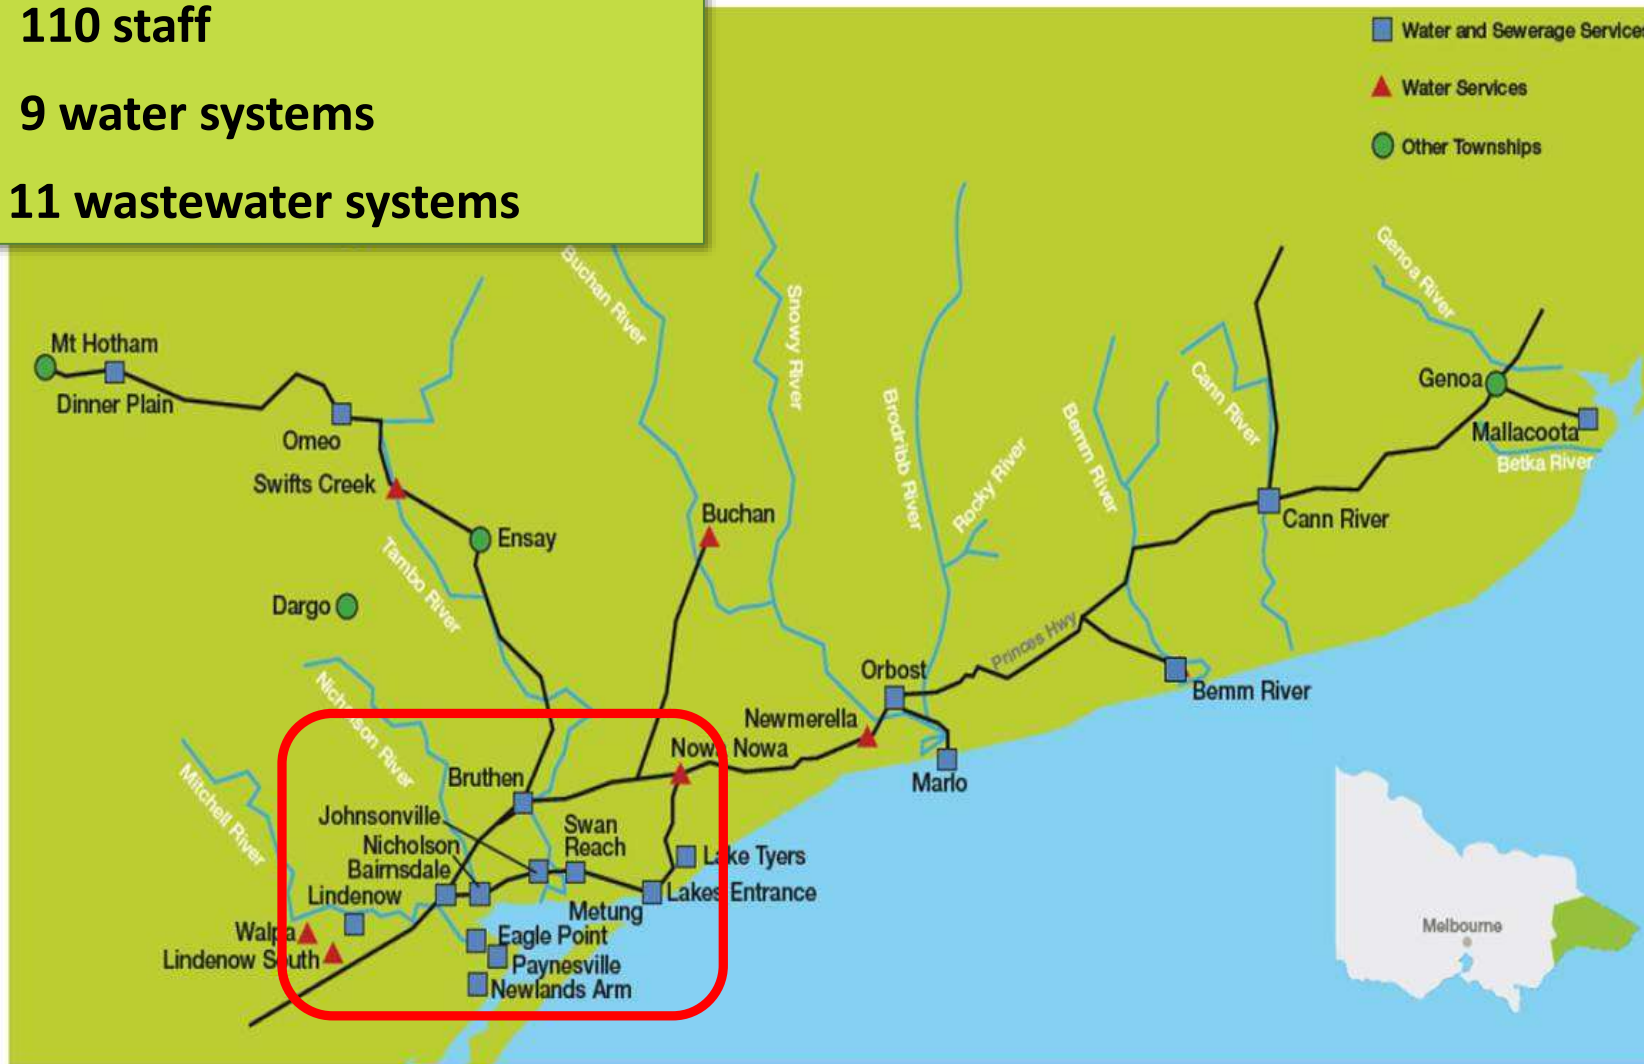 110 staff
9 water systems
11 wastewater systems
Water and Sewerage Services
Water Services
Other Townships
Buchan River
Snowy River
Genoa River
Mt Hotham
Dinner Plain
Omeo
Swifts Creek
Ensay
Tambo River
Dargo
Buchan
Brodribb River
Rocky River
Bemm River
Cann River
Genoa
Mallacoota
Betka River
Cann River
Princes Hwy
Orbost
Bemm River
Newmerella
Nowa Nowa
Marlo
Nicholson River
Mitchell River
Bruthen
Johnsonville
Nicholson
Bairnsdale
Lindenow
Swan
Reach
Lake Tyers
Lakes Entrance
Metung
Walpa
Lindenow South
Eagle Point
Paynesville
Newlands Arm
Melbourne